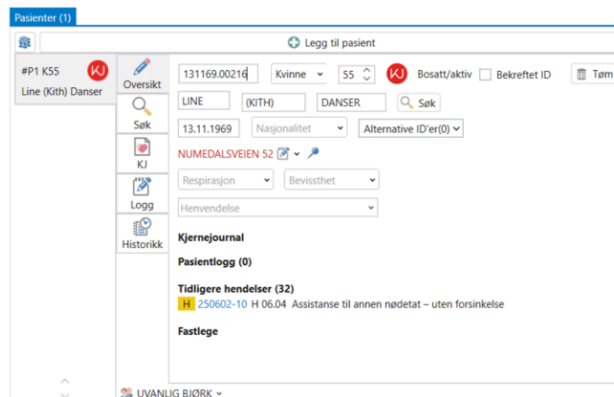 Pasienter (1)
Legg til pasient
#P1 K55 KJ
Line (Kith) Danser
Oversikt
Søk
KJ
Logg
Historikk
131169.00216 Kvinne 55 KJ Bosatt/aktiv Bekreftet ID Tøm
LINE (KITH) DANSER Søk
13.11.1969 Nasjonalitet Alternative ID'er(0)
NUMEDALSVEIEN 52
Respirasjon Bevissthet
Henvendelse
Kjernejournal
Pasientlogg (0)
Tidligere hendelser (32)
H 250602-10 H 06.04 Assistanse til annen nødetat – uten forsinkelse
Fastlege
UVANLIG BJØRK